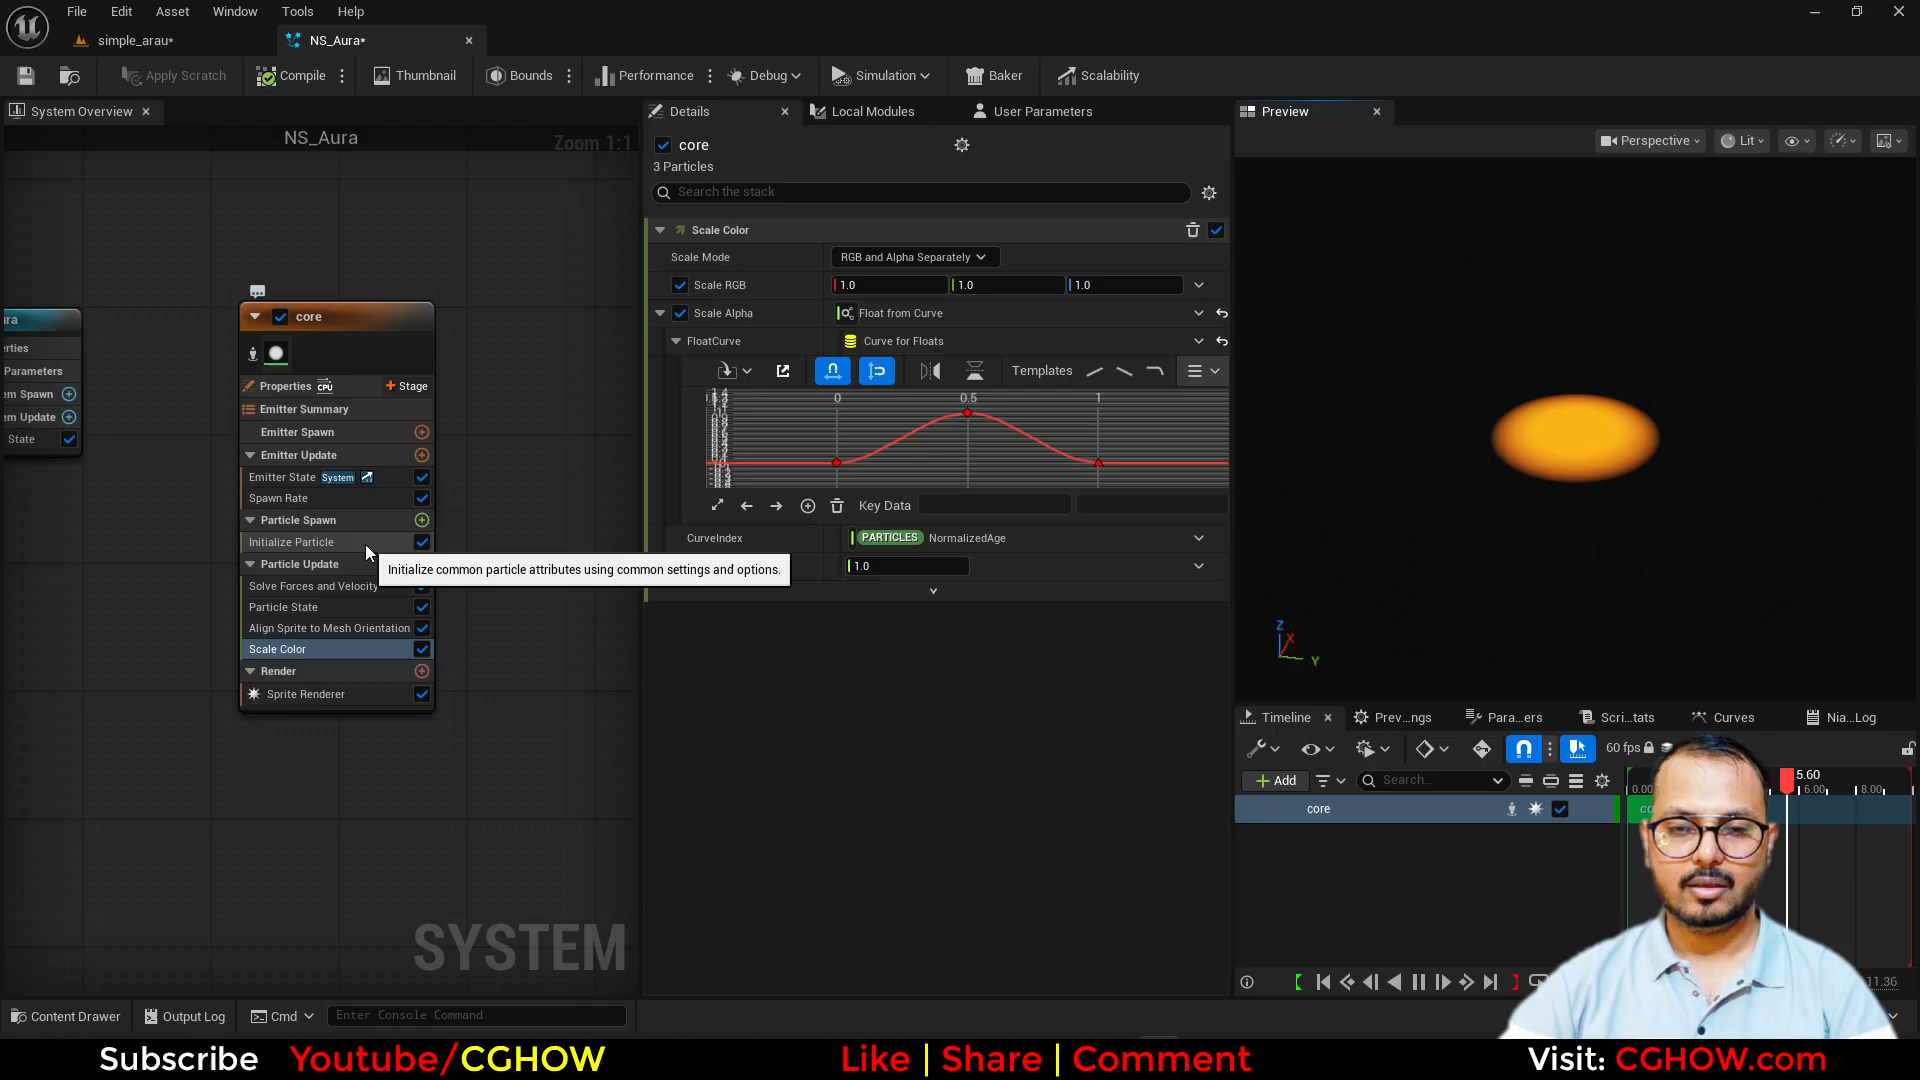 File Edit Asset Window Tools Help
simple_arau*
NS_Aura*
Apply Scratch
Compile
Thumbnail
Bounds
Performance
Debug
Simulation
Baker
Scalability
System Overview
Details
Local Modules
User Parameters
Preview
NS_Aura
Zoom 1:1
core
3 Particles
Search the stack
Perspective
Lit
Scale Color
Scale Mode
RGB and Alpha Separately
Scale RGB
1.0
1.0
1.0
Scale Alpha
Float from Curve
FloatCurve
Curve for Floats
Templates
0
0.5
1
Key Data
CurveIndex
PARTICLES NormalizedAge
1.0
ura
erties
Parameters
em Spawn
em Update
State
core
Properties CPU
Stage
Emitter Summary
Emitter Spawn
Emitter Update
Emitter State System
Spawn Rate
Particle Spawn
Initialize Particle
Particle Update
Initialize common particle attributes using common settings and options.
Solve Forces and Velocity
Particle State
Align Sprite to Mesh Orientation
Scale Color
Render
Sprite Renderer
SYSTEM
Z
X
Y
Timeline
Prev...ngs
Para...ers
Scri...tats
Curves
Nia...Log
60 fps
Add
Search...
5.60
0.00
6.00
8.00
core
11.36
Content Drawer
Output Log
Cmd
Enter Console Command
Subscribe Youtube/CGHOW
Like | Share | Comment
Visit: CGHOW.com